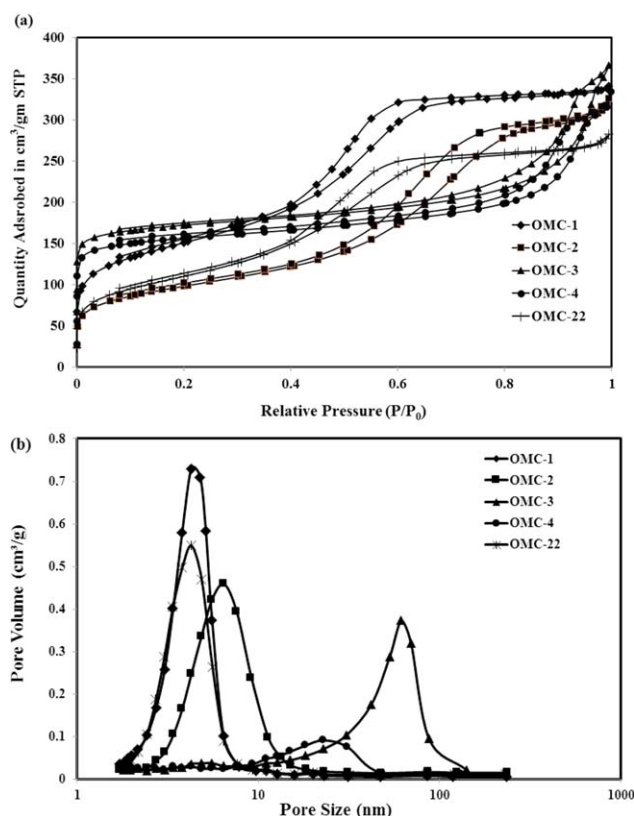 (a)
400
350
300
250
200
150
100
50
0
Quantity Adsrobed in cm³/gm STP
OMC-1
OMC-2
OMC-3
OMC-4
OMC-22
0 0.2 0.4 0.6 0.8 1
Relative Pressure (P/P₀)
(b)
0.8
0.7
0.6
0.5
0.4
0.3
0.2
0.1
0
Pore Volume (cm³/g)
OMC-1
OMC-2
OMC-3
OMC-4
OMC-22
1 10 100 1000
Pore Size (nm)